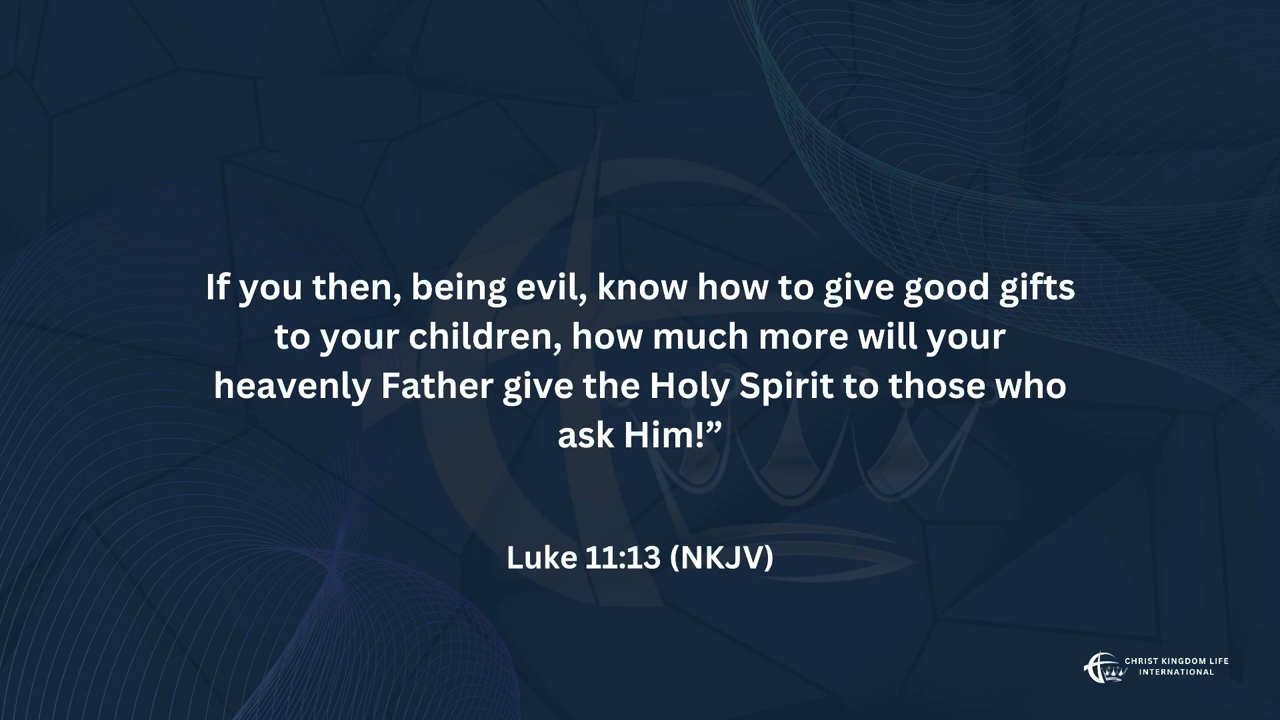 If you then, being evil, know how to give good gifts
to your children, how much more will your
heavenly Father give the Holy Spirit to those who
ask Him!”
Luke 11:13 (NKJV)
CHRIST KINGDOM LIFE
INTERNATIONAL